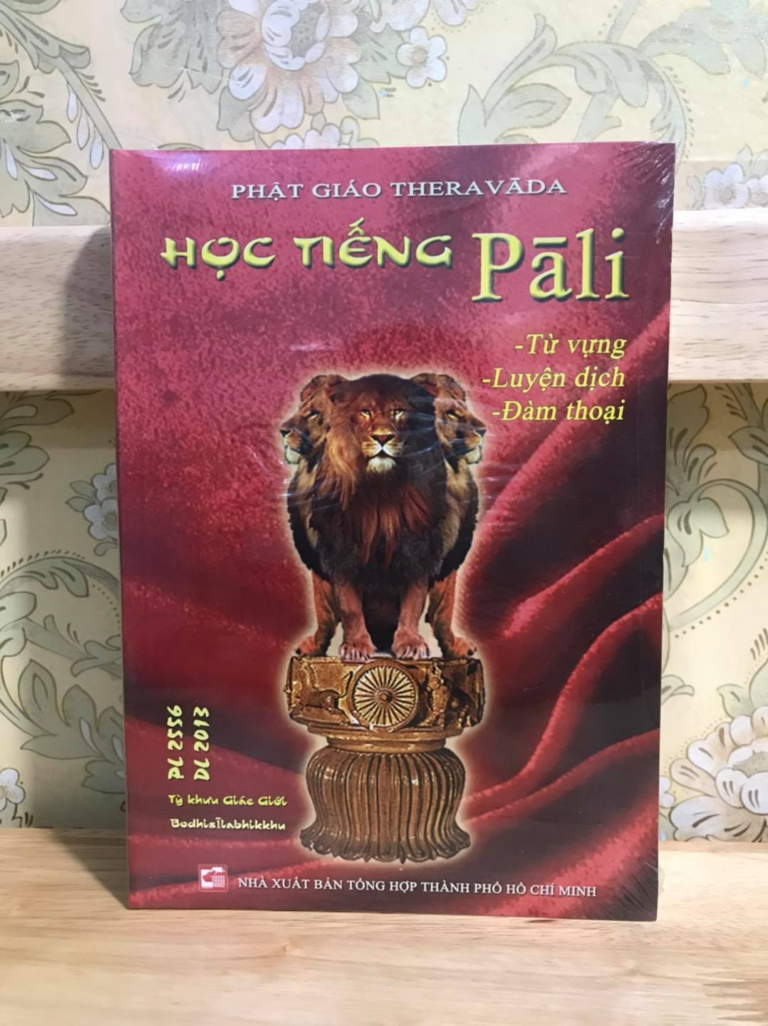 PHẬT GIÁO THERAVĀDA
HỌC TIẾNG Pāli
-Từ vựng
-Luyện dịch
-Đàm thoại
PL 2556
DL 2013
Tỳ khưu Giác Giới
Bodhisīlabhikkhu
NHÀ XUẤT BẢN TỔNG HỢP THÀNH PHỐ HỒ CHÍ MINH